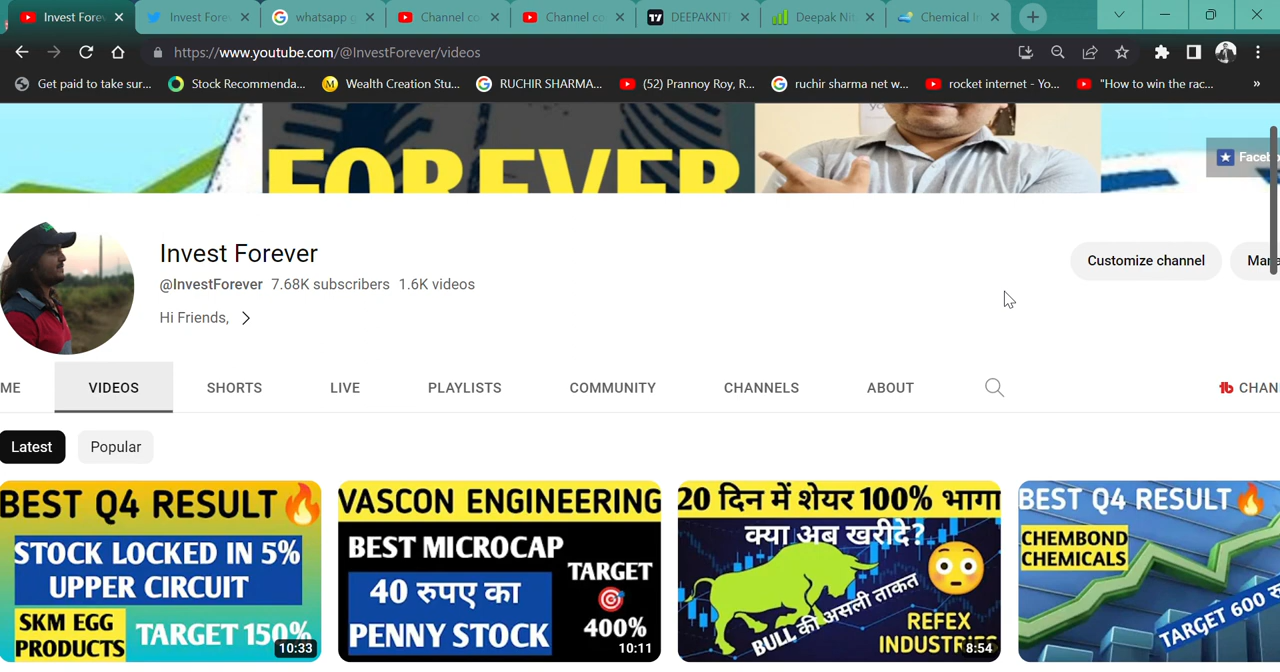 Invest Fore
Invest Fore
whatsapp g
Channel co
Channel co
DEEPAKNT
Deepak Nit
Chemical I
https://www.youtube.com/@InvestForever/videos
Get paid to take sur...
Stock Recommenda...
Wealth Creation Stu...
RUCHIR SHARMA...
(52) Prannoy Roy, R...
ruchir sharma net w...
rocket internet - Yo...
"How to win the rac...
»
FOREVER
Faceb
Invest Forever
@InvestForever 7.68K subscribers 1.6K videos
Hi Friends,
Customize channel
Mana
ME
VIDEOS
SHORTS
LIVE
PLAYLISTS
COMMUNITY
CHANNELS
ABOUT
CHAN
Latest
Popular
BEST Q4 RESULT
STOCK LOCKED IN 5%
UPPER CIRCUIT
SKM EGG
PRODUCTS
TARGET 150%
10:33
VASCON ENGINEERING
BEST MICROCAP
40 रुपए का
PENNY STOCK
TARGET
400%
10:11
20 दिन में शेयर 100% भागा
क्या अब खरीदे?
BULL की असली ताकत
REFEX
INDUSTRIES
8:54
BEST Q4 RESULT
CHEMBOND
CHEMICALS
TARGET 600 रु